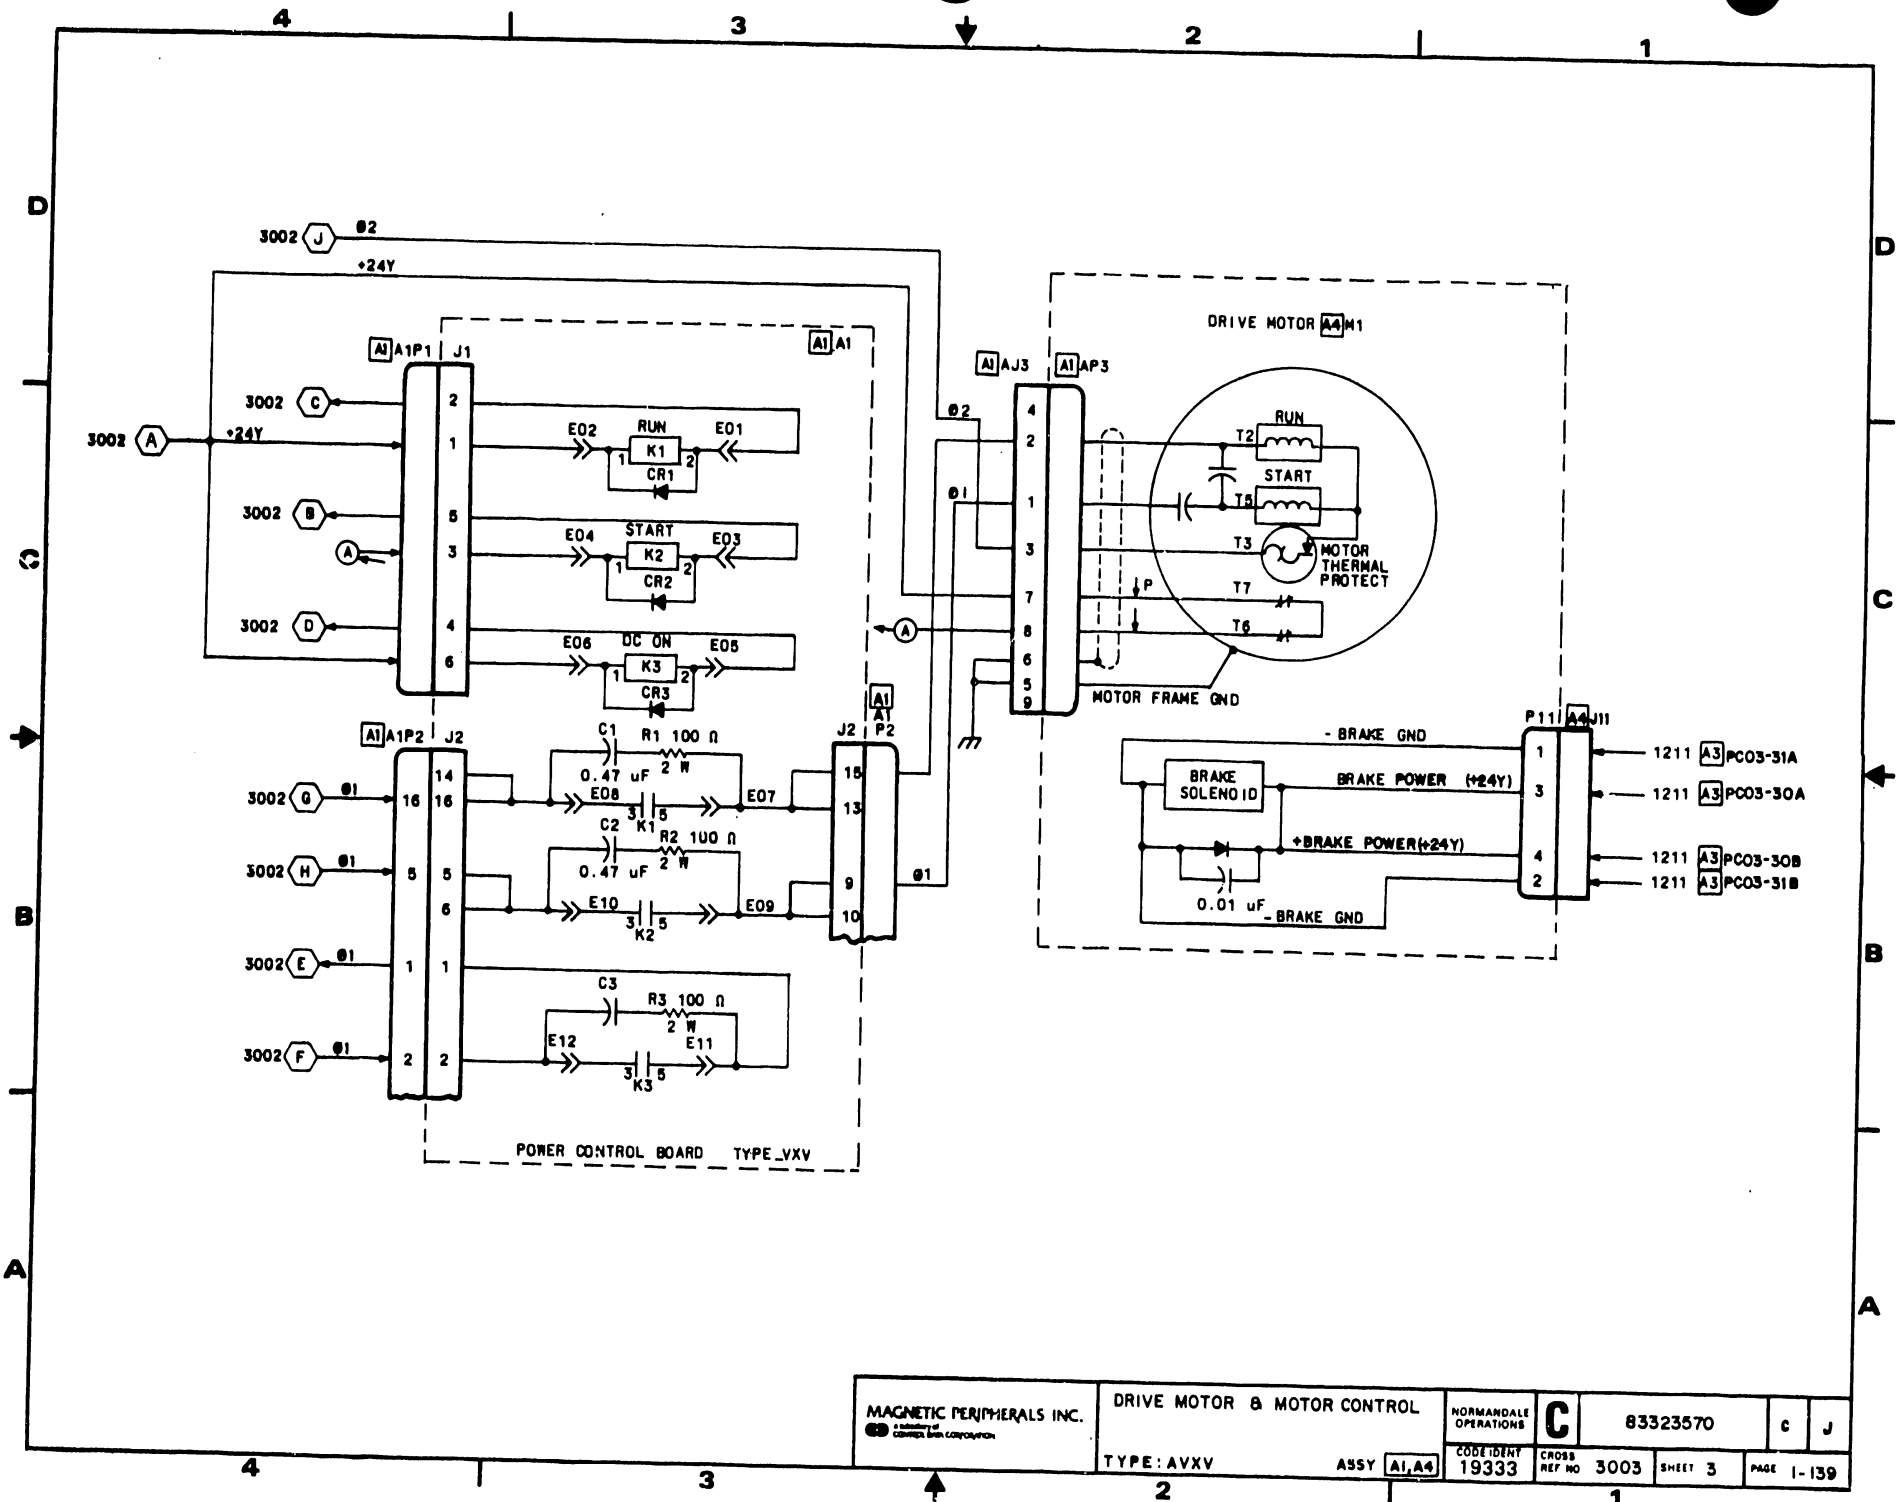 4 3 2 1
D D
3002 J Ø2
+24Y
DRIVE MOTOR A4 M1
A1 A1P1 J1
A1 A1
A1 AJ3 A1 AP3
3002 C 2
3002 A +24Y 1
E02 RUN E01
1 K1 2
CR1
3002 B 5
A 3
E04 START E03
1 K2 2
CR2
3002 D 4
6
E06 DC ON E05
1 K3 2
CR3
Ø2
Ø1
4
2
1
3
7
8
6
5
9
A
RUN
T2
START
T5
T3
MOTOR
THERMAL
PROTECT
P
T7
T6
MOTOR FRAME GND
C C
A1
A1
J2 P2
A1 A1P2 J2
C1 R1 100 Ω
0.47 uF 2 W
14
3002 G Ø1 16 16
E08 E07
3 5
K1
15
13
C2 R2 100 Ω
0.47 uF 2 W
3002 H Ø1 5 5
6
E10 E09
3 5
K2
9
10
Ø1
3002 E Ø1 1 1
C3 R3 100 Ω
2 W
3002 F Ø1 2 2
E12 E11
3 5
K3
POWER CONTROL BOARD TYPE_VXV
P11 A4 J11
- BRAKE GND 1 1211 A3 PC03-31A
BRAKE
SOLENOID
BRAKE POWER (+24Y) 3 1211 A3 PC03-30A
+BRAKE POWER(+24Y) 4 1211 A3 PC03-30B
2 1211 A3 PC03-31B
0.01 uF
- BRAKE GND
B B
A A
MAGNETIC PERIPHERALS INC.
a subsidiary of
CONTROL DATA CORPORATION
DRIVE MOTOR & MOTOR CONTROL
TYPE: AVXV ASSY A1, A4
NORMANDALE
OPERATIONS
C 83323570 C J
CODE IDENT
19333
CROSS
REF NO 3003 SHEET 3 PAGE 1-139
4 3 2 1